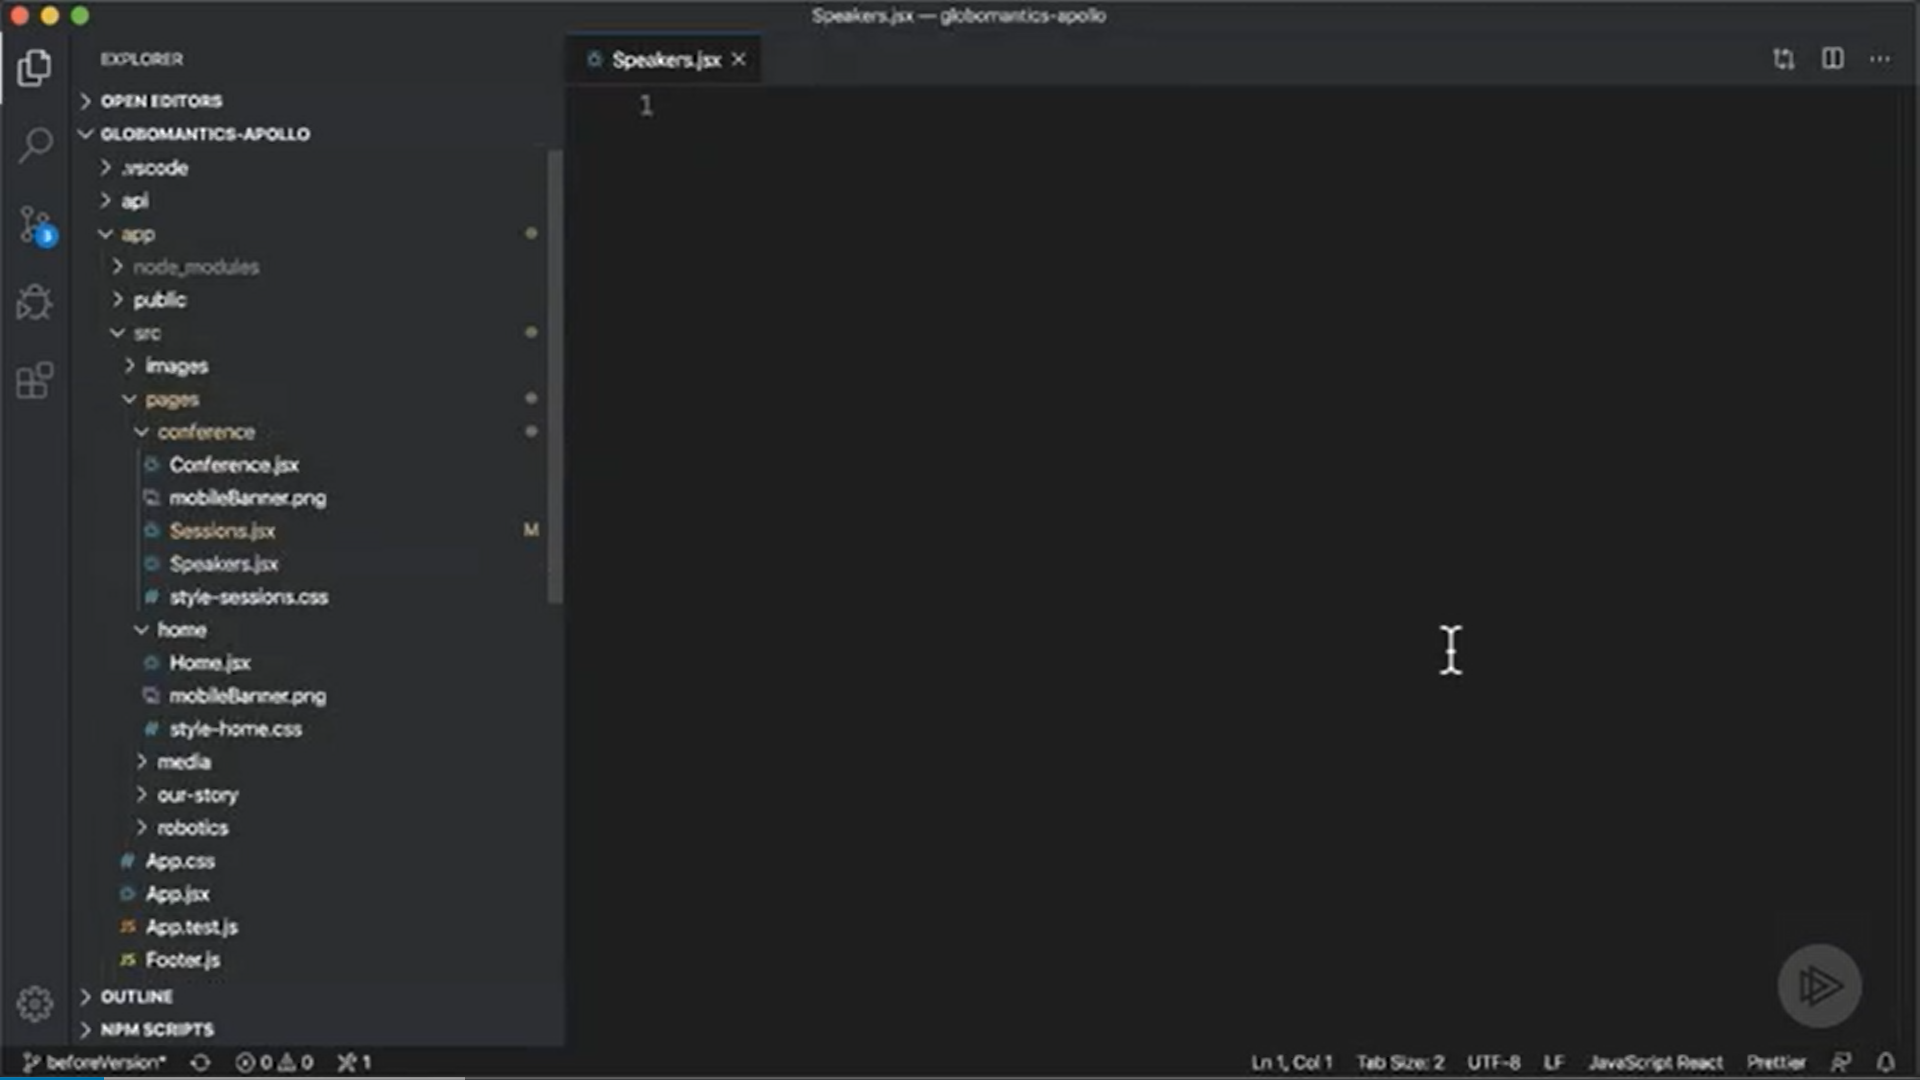 Speakers.jsx — globomantics-apollo
EXPLORER
Speakers.jsx
OPEN EDITORS
1
GLOBOMANTICS-APOLLO
.vscode
api
app
node_modules
public
src
images
pages
conference
Conference.jsx
mobileBanner.png
Sessions.jsx M
Speakers.jsx
# style-sessions.css
home
Home.jsx
mobileBanner.png
# style-home.css
media
our-story
robotics
# App.css
App.jsx
JS App.test.js
JS Footer.js
OUTLINE
NPM SCRIPTS
beforeVersion* 0 0 1 Ln 1, Col 1 Tab Size: 2 UTF-8 LF JavaScript React Prettier